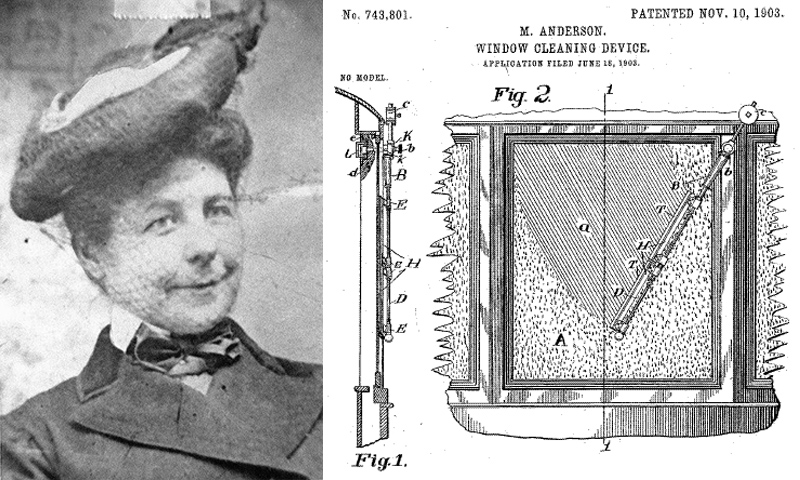 No. 743,801.
PATENTED NOV. 10, 1903.
M. ANDERSON.
WINDOW CLEANING DEVICE.
APPLICATION FILED JUNE 18, 1903.
NO MODEL.
Fig. 2.
1
c
c
e
K
l
b
k
d
b
B
B
E
T
a
H
G
H
T
D
D
E
A
Fig.1.
1